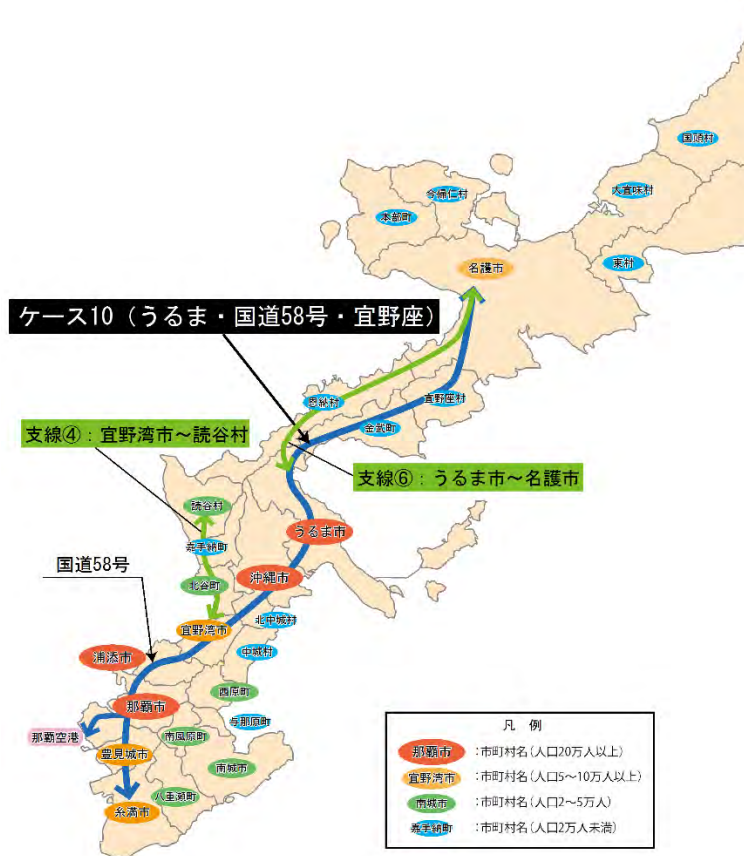 国頭村
大宜味村
今帰仁村
本部町
東村
名護市
ケース10（うるま・国道58号・宜野座）
恩納村
宜野座村
金武町
支線④：宜野湾市～読谷村
支線⑥：うるま市～名護市
読谷村
うるま市
嘉手納町
国道58号
沖縄市
北谷町
北中城村
宜野湾市
中城村
浦添市
西原町
那覇市
与那原町
那覇空港
南風原町
豊見城市
南城市
八重瀬町
糸満市
凡 例
那覇市 ：市町村名（人口20万人以上）
宜野湾市 ：市町村名（人口5～10万人以上）
南城市 ：市町村名（人口2～5万人）
嘉手納町 ：市町村名（人口2万人未満）